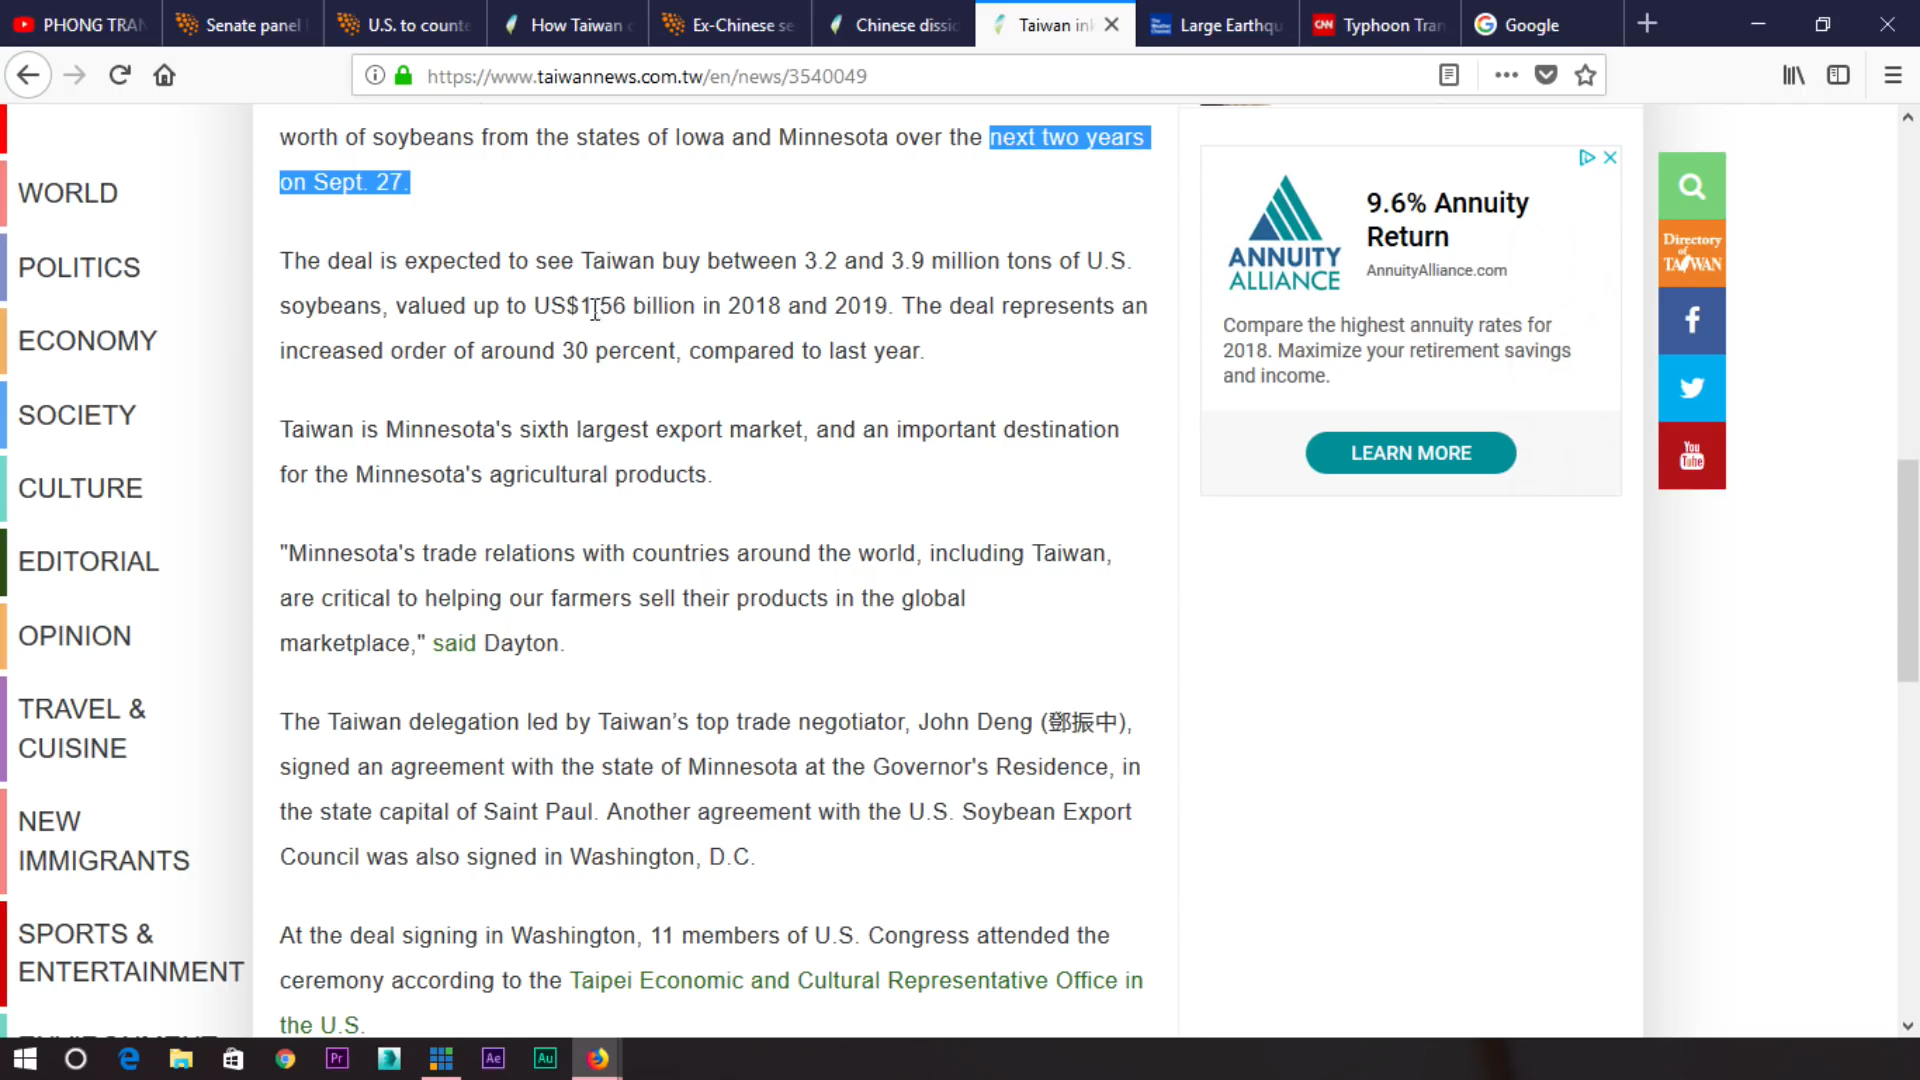 PHONG TRAN
Senate panel
U.S. to counte
How Taiwan
Ex-Chinese se
Chinese dissi
Taiwan in
Large Earthqu
CNN
Typhoon Tran
Google
https://www.taiwannews.com.tw/en/news/3540049
WORLD
POLITICS
ECONOMY
SOCIETY
CULTURE
EDITORIAL
OPINION
TRAVEL &
CUISINE
NEW
IMMIGRANTS
SPORTS &
ENTERTAINMENT
worth of soybeans from the states of Iowa and Minnesota over the next two years
on Sept. 27.
The deal is expected to see Taiwan buy between 3.2 and 3.9 million tons of U.S.
soybeans, valued up to US$1.56 billion in 2018 and 2019. The deal represents an
increased order of around 30 percent, compared to last year.
Taiwan is Minnesota's sixth largest export market, and an important destination
for the Minnesota's agricultural products.
"Minnesota's trade relations with countries around the world, including Taiwan,
are critical to helping our farmers sell their products in the global
marketplace," said Dayton.
The Taiwan delegation led by Taiwan’s top trade negotiator, John Deng (鄧振中),
signed an agreement with the state of Minnesota at the Governor's Residence, in
the state capital of Saint Paul. Another agreement with the U.S. Soybean Export
Council was also signed in Washington, D.C.
At the deal signing in Washington, 11 members of U.S. Congress attended the
ceremony according to the Taipei Economic and Cultural Representative Office in
the U.S.
ANNUITY
ALLIANCE
9.6% Annuity
Return
AnnuityAlliance.com
Compare the highest annuity rates for
2018. Maximize your retirement savings
and income.
LEARN MORE
Directory
of
TAIWAN
You
Tube
Pr
Ae
Au